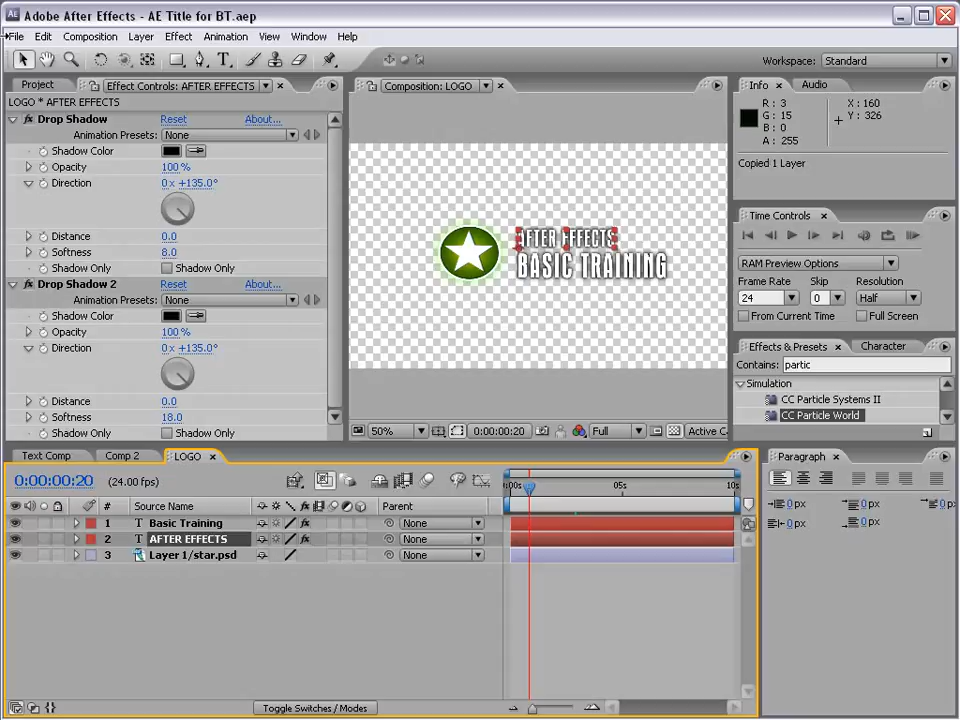 AE Adobe After Effects - AE Title for BT.aep
File Edit Composition Layer Effect Animation View Window Help
Workspace: Standard
Project Effect Controls: AFTER EFFECTS
LOGO * AFTER EFFECTS
Drop Shadow Reset About...
Animation Presets: None
Shadow Color
Opacity 100 %
Direction 0 x +135.0°
Distance 0.0
Softness 8.0
Shadow Only Shadow Only
Drop Shadow 2 Reset About...
Animation Presets: None
Shadow Color
Opacity 100 %
Direction 0 x +135.0°
Distance 0.0
Softness 18.0
Shadow Only Shadow Only
Composition: LOGO
AFTER EFFECTS
BASIC TRAINING
50% 0:00:00:20 Full Active C
Info Audio
R: 3 X: 160
G: 15 Y: 326
B: 0
A: 255
Copied 1 Layer
Time Controls
RAM Preview Options
Frame Rate Skip Resolution
24 0 Half
From Current Time Full Screen
Effects & Presets Character
Contains: partic
Simulation
CC Particle Systems II
CC Particle World
Text Comp Comp 2 LOGO
0:00:00:20 (24.00 fps)
:00s 05s 10s
# Source Name Parent
1 T Basic Training None
2 T AFTER EFFECTS None
3 Layer 1/star.psd None
Toggle Switches / Modes
Paragraph
0 px 0 px 0 px
0 px 0 px